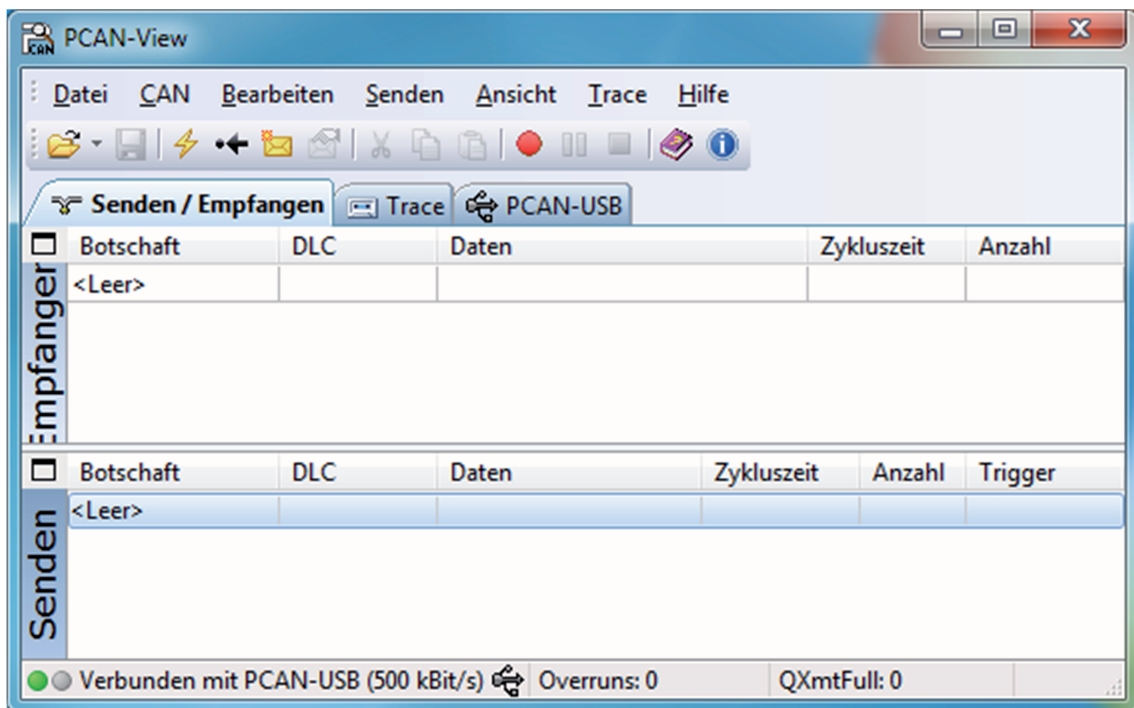 PCAN-View
Datei CAN Bearbeiten Senden Ansicht Trace Hilfe
Senden / Empfangen Trace PCAN-USB
Botschaft DLC Daten Zykluszeit Anzahl
<Leer>
Empfangen
Botschaft DLC Daten Zykluszeit Anzahl Trigger
<Leer>
Senden
Verbunden mit PCAN-USB (500 kBit/s) Overruns: 0 QXmtFull: 0